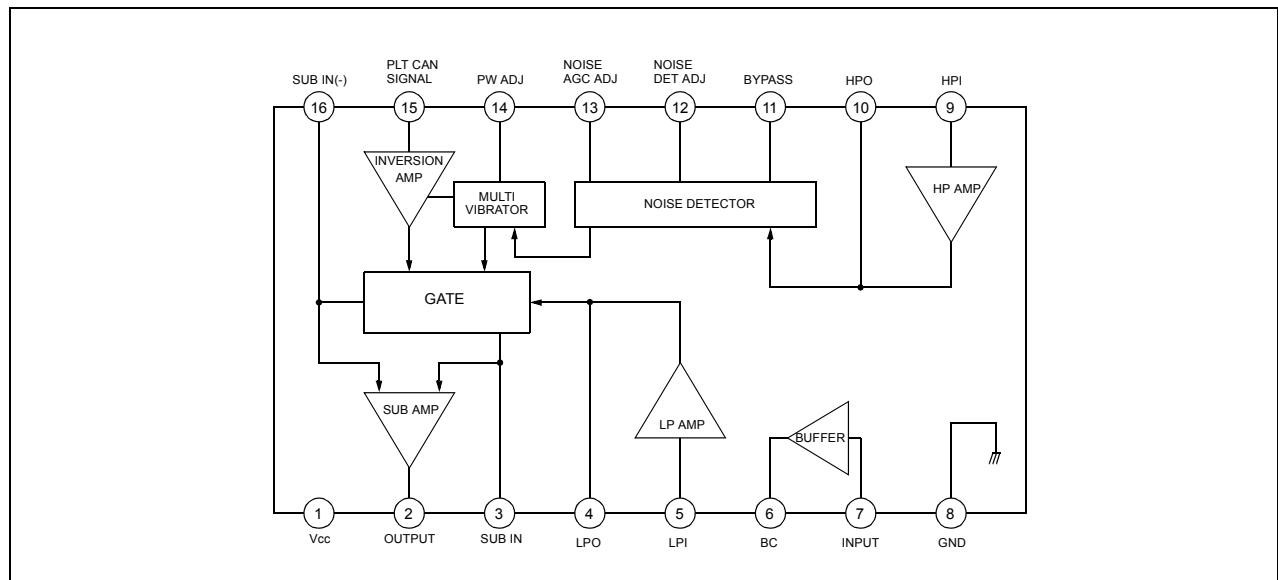 SUB IN(-)
PLT CAN
SIGNAL
PW ADJ
NOISE
AGC ADJ
NOISE
DET ADJ
BYPASS
HPO
HPI
16
15
14
13
12
11
10
9
INVERSION
AMP
MULTI
VIBRATOR
NOISE DETECTOR
HP AMP
GATE
SUB AMP
LP AMP
BUFFER
1
2
3
4
5
6
7
8
Vcc
OUTPUT
SUB IN
LPO
LPI
BC
INPUT
GND